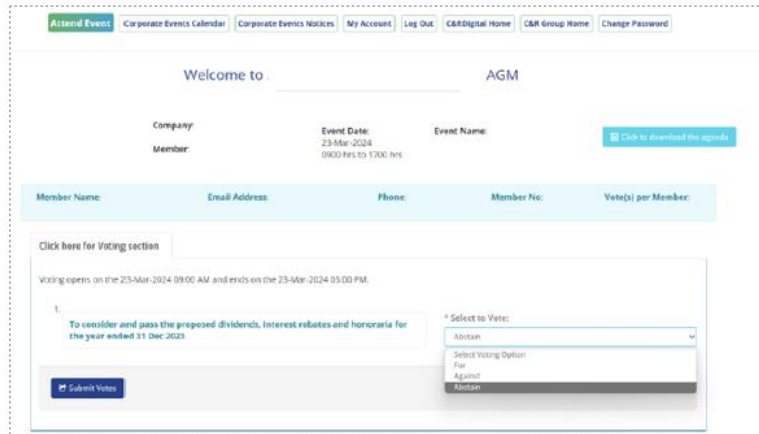 Attend Event Corporate Events Calendar Corporate Events Notices My Account Log Out C&RDigital Home C&R Group Home Change Password
Welcome to AGM
Company: Event Date: Event Name: Click to download the agenda
23-Mar-2024
Member: 0900 hrs to 1700 hrs
Member Name: Email Address: Phone: Member No: Vote(s) per Member:
Click here for Voting section
Voting opens on the 23-Mar-2024 09:00 AM and ends on the 23-Mar-2024 05:00 PM.
1.
To consider and pass the proposed dividends, interest rebates and honoraria for
the year ended 31 Dec 2023
* Select to Vote:
Abstain
Select Voting Option
For
Against
Abstain
Submit Votes